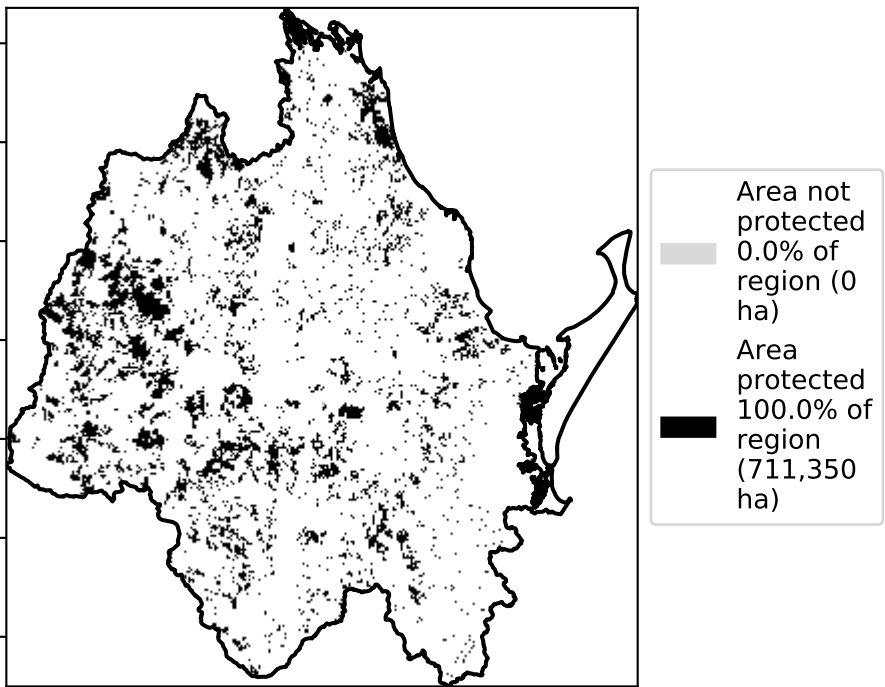 Area not
protected
0.0% of
region (0
ha)
Area
protected
100.0% of
region
(711,350
ha)